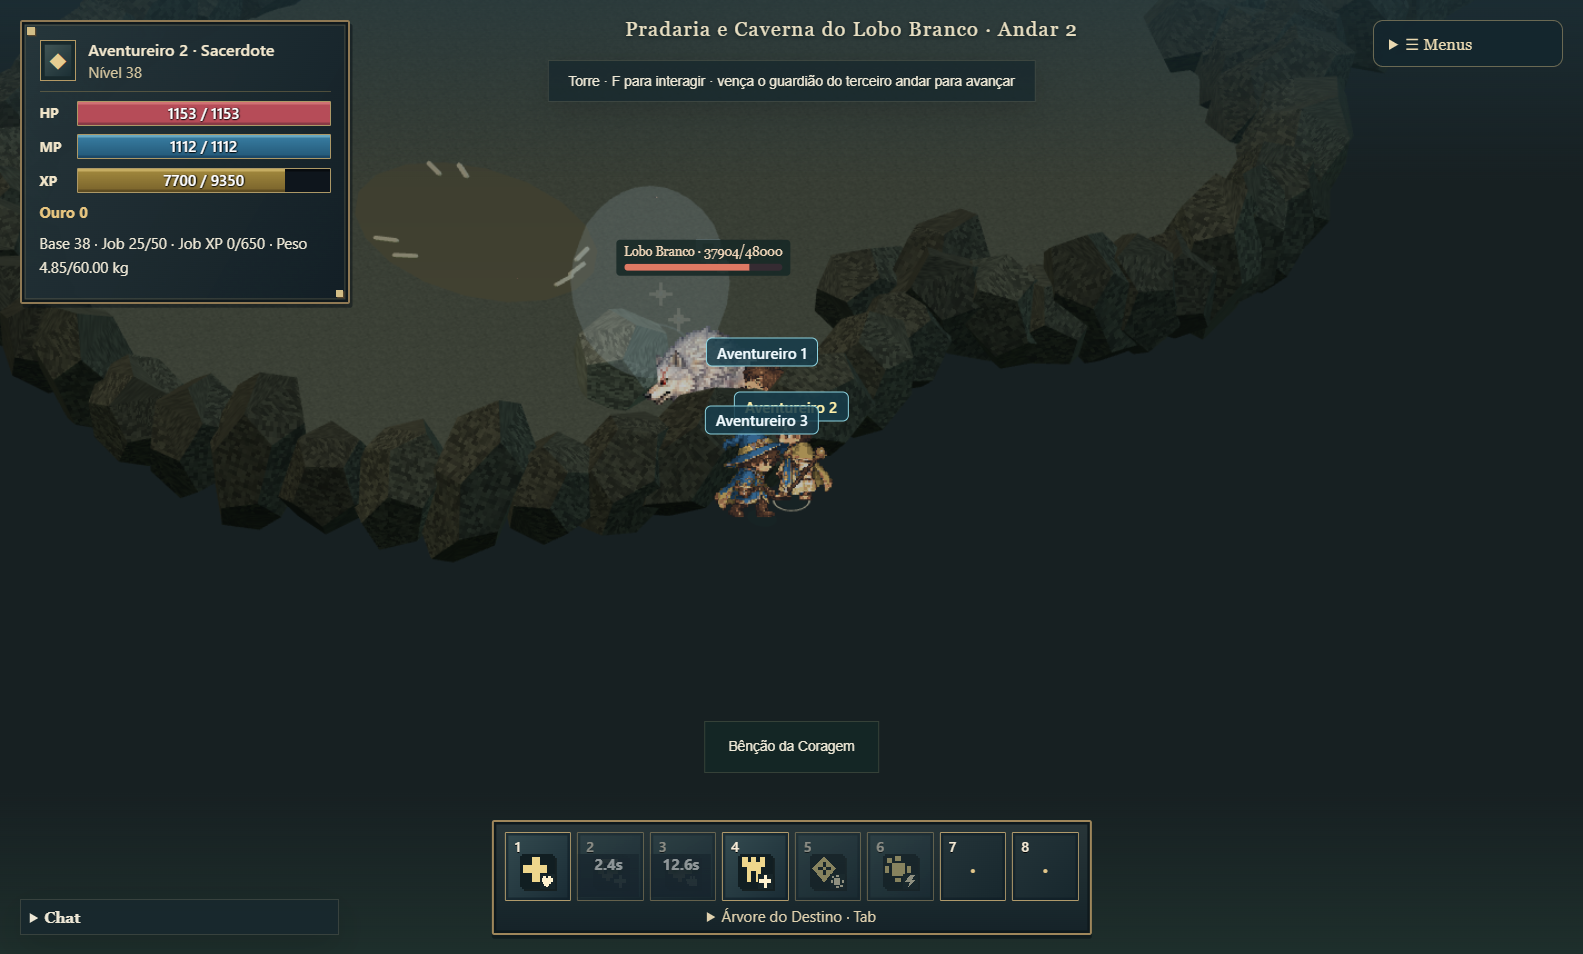 Aventureiro 2 · Sacerdote
Nível 38
HP 1153 / 1153
MP 1112 / 1112
XP 7700 / 9350
Ouro 0
Base 38 · Job 25/50 · Job XP 0/650 · Peso
4.85/60.00 kg
Pradaria e Caverna do Lobo Branco · Andar 2
Torre · F para interagir · vença o guardião do terceiro andar para avançar
▶ ☰ Menus
Lobo Branco · 37904/48000
Aventureiro 1
Aventureiro 2
Aventureiro 3
Bênção da Coragem
1 2 3 4 5 6 7 8
2.4s 12.6s
▶ Árvore do Destino · Tab
▶ Chat